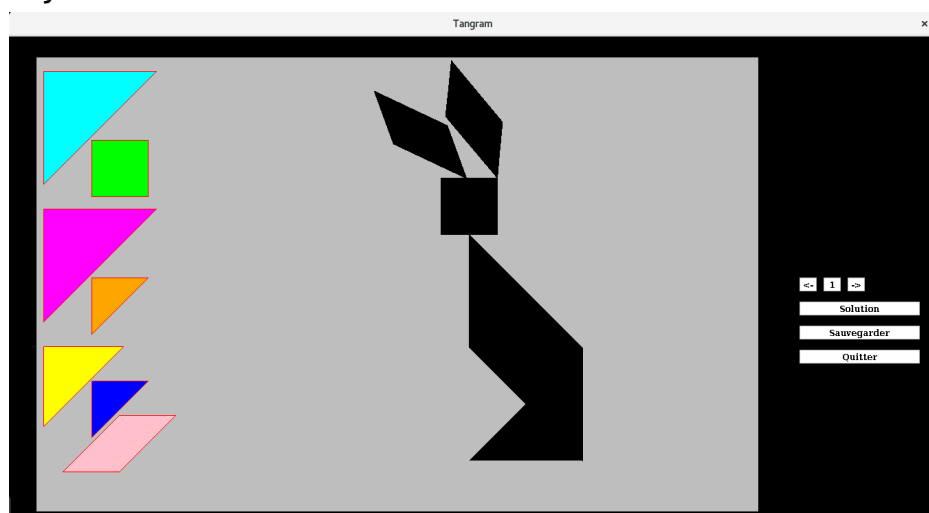 Tangram ×
<- 1 ->
Solution
Sauvegarder
Quitter